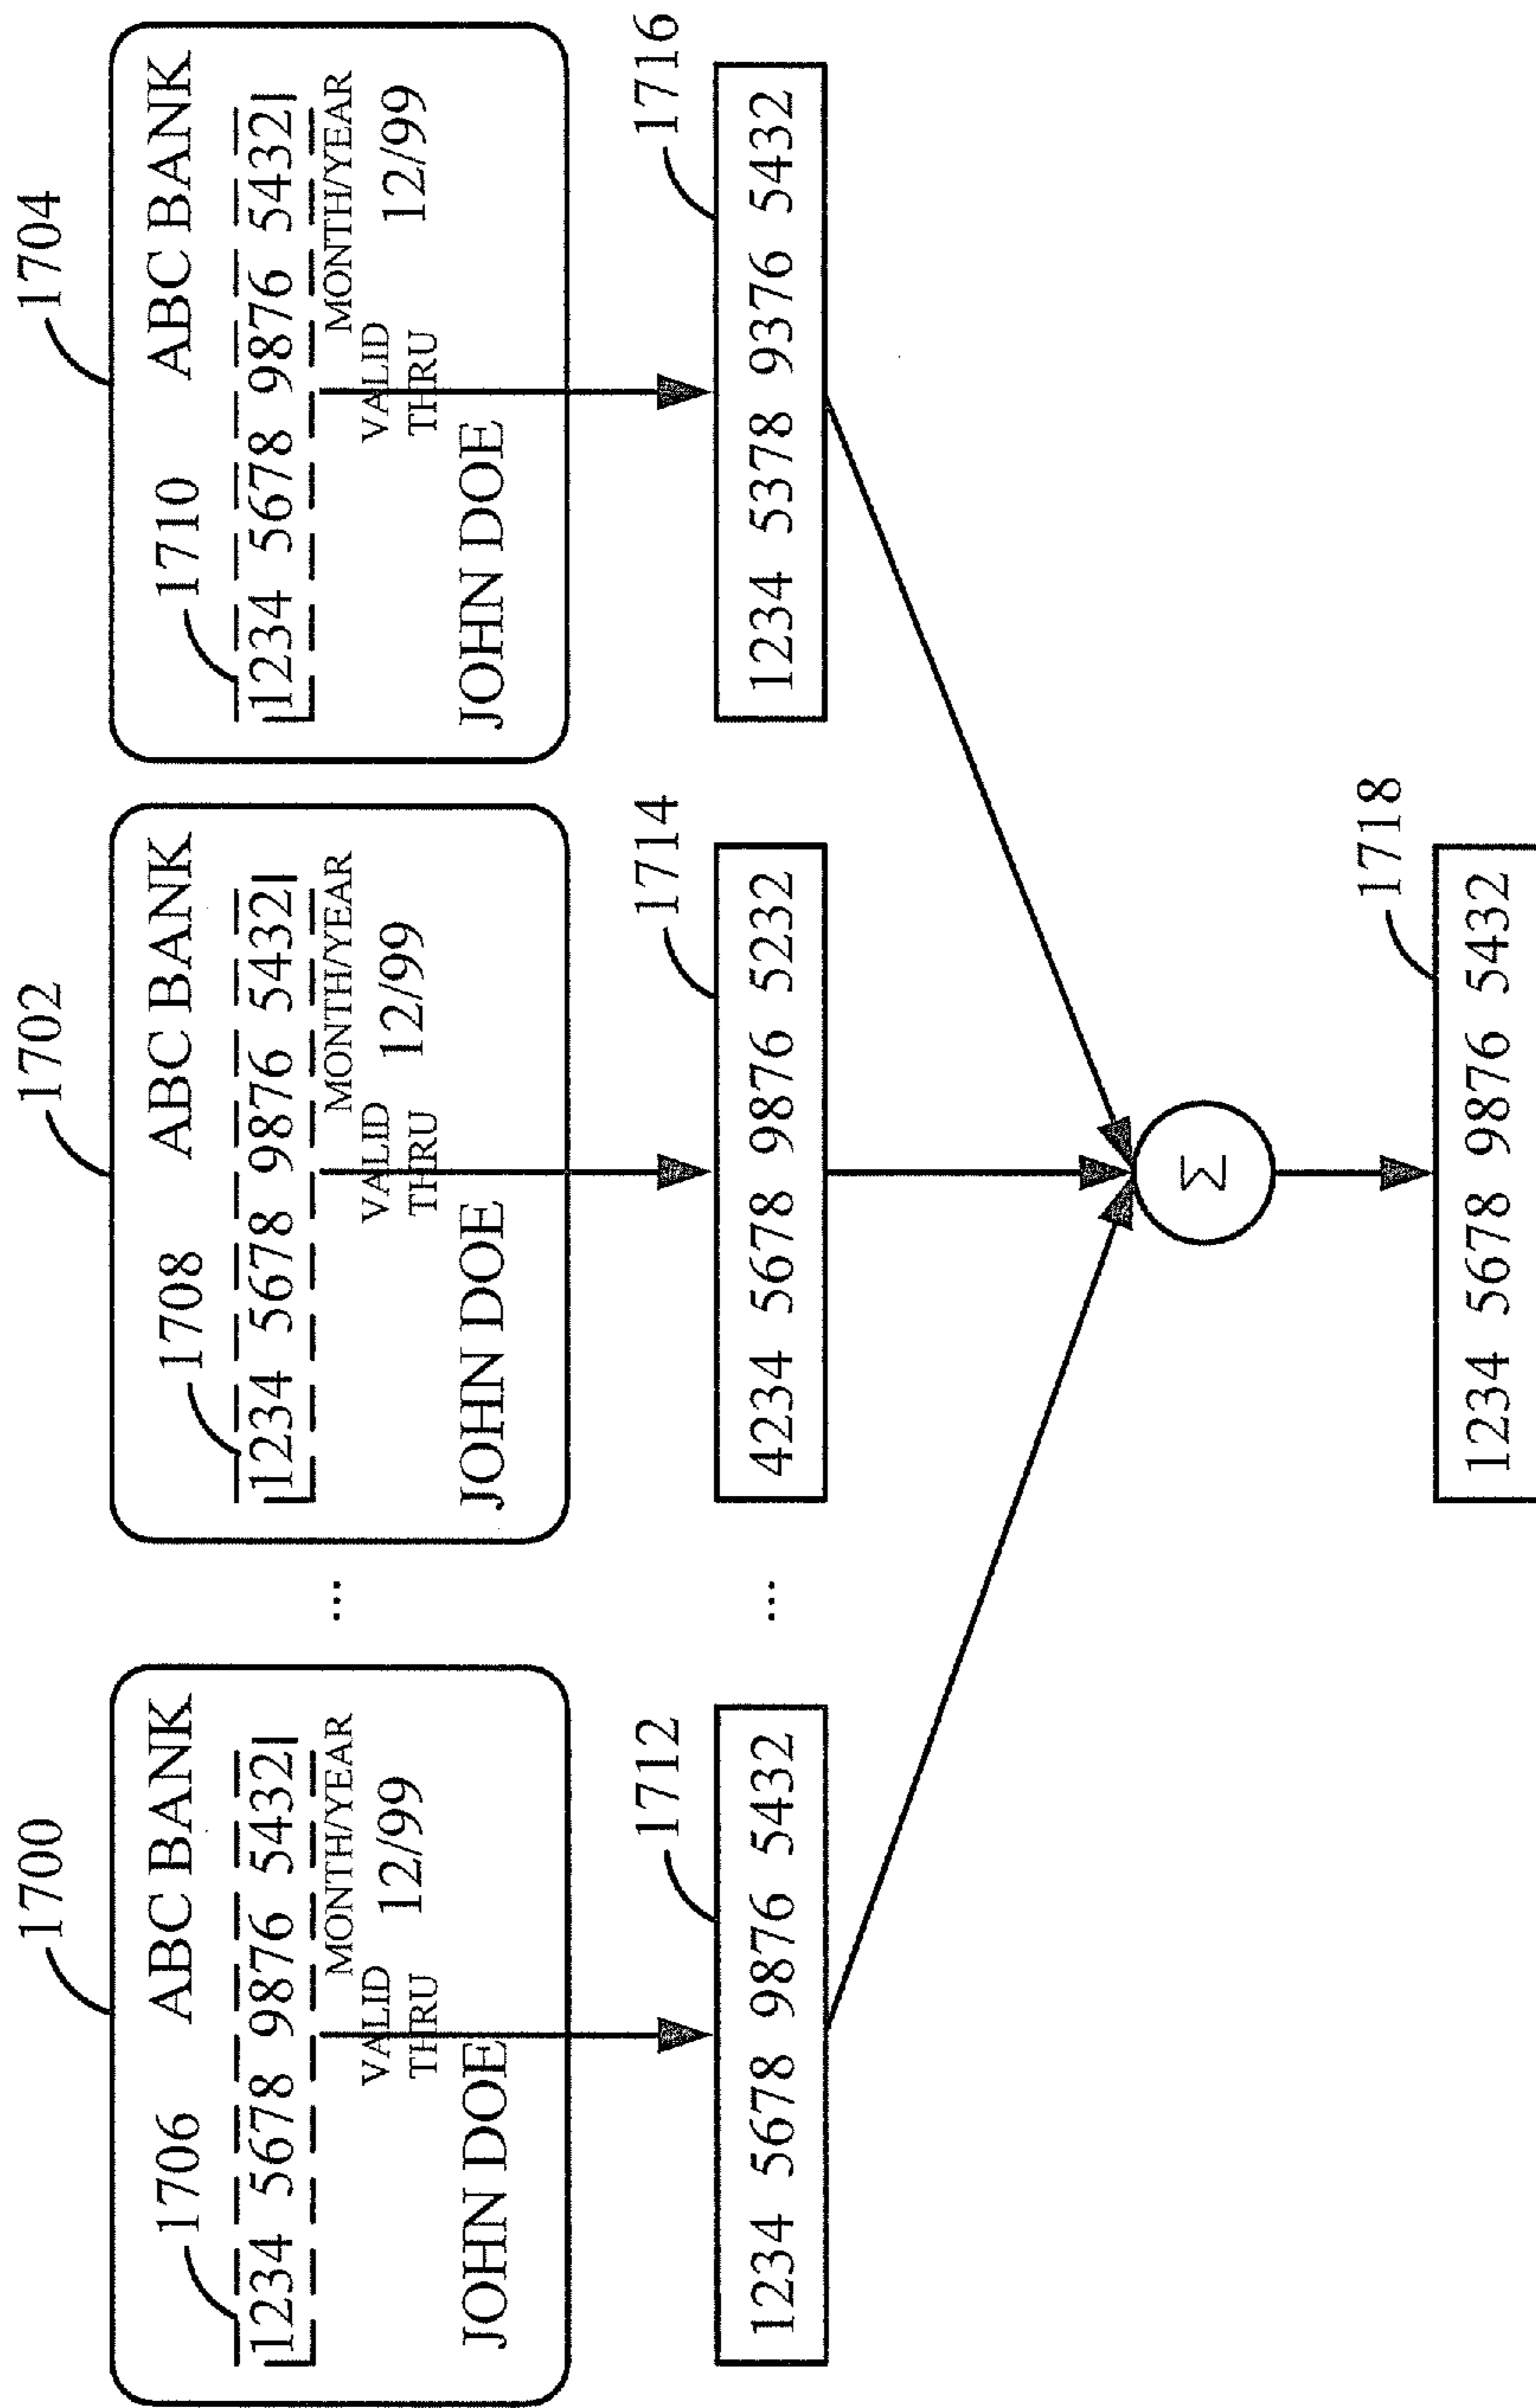 1700
ABC BANK
1706
1234 5678 9876 5432
MONTH/YEAR
VALID THRU
12/99
JOHN DOE
1702
ABC BANK
1708
1234 5678 9876 5432
MONTH/YEAR
VALID THRU
12/99
JOHN DOE
1704
ABC BANK
1710
1234 5678 9876 5432
MONTH/YEAR
VALID THRU
12/99
JOHN DOE
...
1712
1234 5678 9876 5432
...
1714
4234 5678 9876 5232
1716
1234 5378 9376 5432
Σ
1718
1234 5678 9876 5432